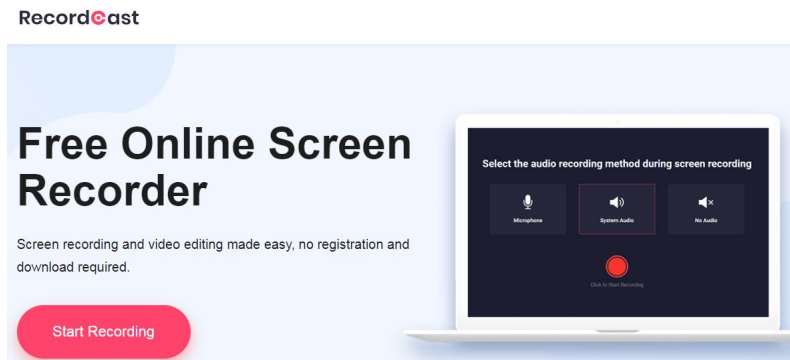 RecordCast
Free Online Screen
Recorder
Screen recording and video editing made easy, no registration and
download required.
Start Recording
Select the audio recording method during screen recording
Microphone
System Audio
No Audio
Click to Start Recording